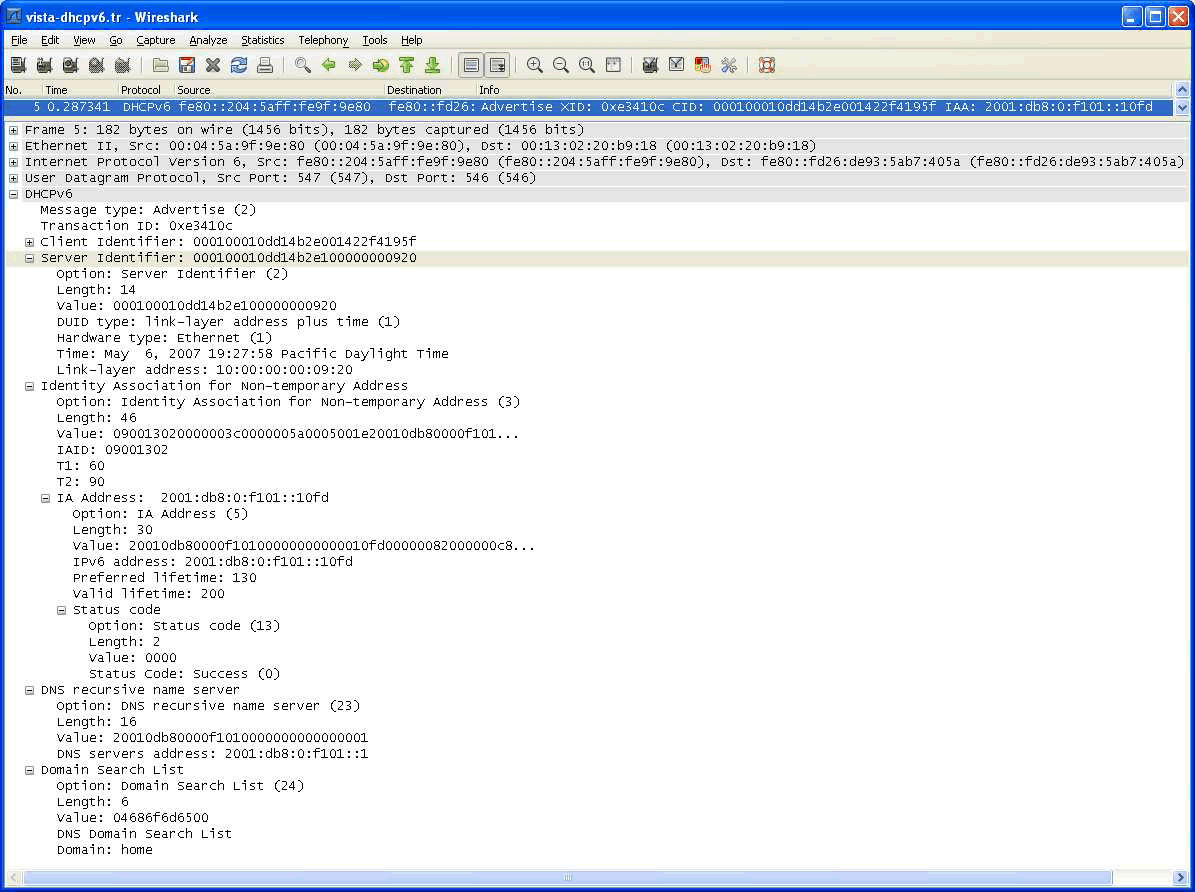 vista-dhcpv6.tr - Wireshark
File Edit View Go Capture Analyze Statistics Telephony Tools Help
No. Time Protocol Source Destination Info
5 0.287341 DHCPv6 fe80::204:5aff:fe9f:9e80 fe80::fd26: Advertise XID: 0xe3410c CID: 000100010dd14b2e001422f4195f IAA: 2001:db8:0:f101::10fd
Frame 5: 182 bytes on wire (1456 bits), 182 bytes captured (1456 bits)
Ethernet II, Src: 00:04:5a:9f:9e:80 (00:04:5a:9f:9e:80), Dst: 00:13:02:20:b9:18 (00:13:02:20:b9:18)
Internet Protocol Version 6, Src: fe80::204:5aff:fe9f:9e80 (fe80::204:5aff:fe9f:9e80), Dst: fe80::fd26:de93:5ab7:405a (fe80::fd26:de93:5ab7:405a)
User Datagram Protocol, Src Port: 547 (547), Dst Port: 546 (546)
DHCPv6
Message type: Advertise (2)
Transaction ID: 0xe3410c
Client Identifier: 000100010dd14b2e001422f4195f
Server Identifier: 000100010dd14b2e100000000920
Option: Server Identifier (2)
Length: 14
Value: 000100010dd14b2e100000000920
DUID type: link-layer address plus time (1)
Hardware type: Ethernet (1)
Time: May  6, 2007 19:27:58 Pacific Daylight Time
Link-layer address: 10:00:00:00:09:20
Identity Association for Non-temporary Address
Option: Identity Association for Non-temporary Address (3)
Length: 46
Value: 090013020000003c0000005a0005001e20010db80000f101...
IAID: 09001302
T1: 60
T2: 90
IA Address:  2001:db8:0:f101::10fd
Option: IA Address (5)
Length: 30
Value: 20010db80000f10100000000000010fd00000082000000c8...
IPv6 address: 2001:db8:0:f101::10fd
Preferred lifetime: 130
Valid lifetime: 200
Status code
Option: Status code (13)
Length: 2
Value: 0000
Status Code: Success (0)
DNS recursive name server
Option: DNS recursive name server (23)
Length: 16
Value: 20010db80000f1010000000000000001
DNS servers address: 2001:db8:0:f101::1
Domain Search List
Option: Domain Search List (24)
Length: 6
Value: 04686f6d6500
DNS Domain Search List
Domain: home